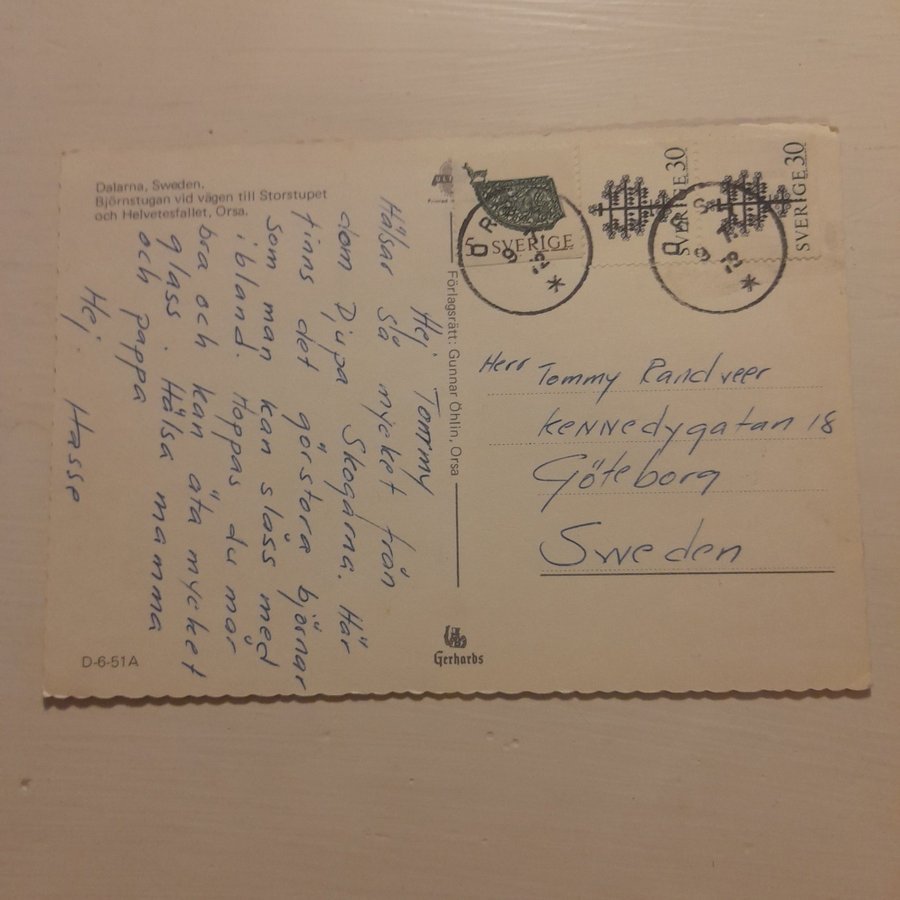 Dalarna, Sweden.
Björnstugan vid vägen till Storstupet
och Helvetesfallet, Orsa.
Hej. Tommy
Hälsar så mycket från
dom Djupa Skogarna. Här
finns det görstora björnar
som man kan slåss med
ibland. Hoppas du mår
bra och kan äta mycket
glass. Hälsa mamma
och pappa
Hej. Hasse
D-6-51A
Förlagsrätt: Gunnar Öhlin, Orsa
Gerhards
5 SVERIGE
SVERIGE 30
SVERIGE 30
Herr Tommy Randveer
Kennedygatan 18
Göteborg
Sweden